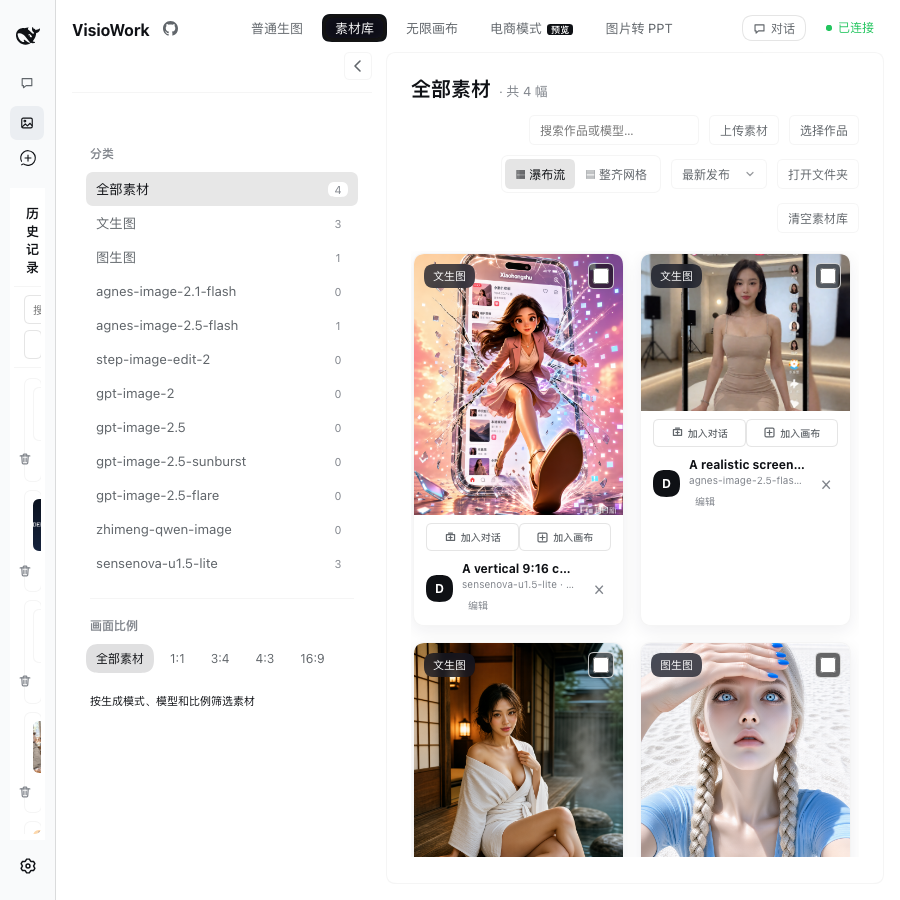 VisioWork
普通生图
素材库
无限画布
电商模式 预览
图片转 PPT
对话
已连接
历史记录
搜
分类
全部素材 4
文生图 3
图生图 1
agnes-image-2.1-flash 0
agnes-image-2.5-flash 1
step-image-edit-2 0
gpt-image-2 0
gpt-image-2.5 0
gpt-image-2.5-sunburst 0
gpt-image-2.5-flare 0
zhimeng-qwen-image 0
sensenova-u1.5-lite 3
画面比例
全部素材 1:1 3:4 4:3 16:9
按生成模式、模型和比例筛选素材
全部素材 · 共 4 幅
搜索作品或模型...
上传素材
选择作品
瀑布流
整齐网格
最新发布
打开文件夹
清空素材库
文生图
Xiaohongshu
加入对话
加入画布
D
A vertical 9:16 c...
sensenova-u1.5-lite · ...
编辑
文生图
加入对话
加入画布
D
A realistic screen...
agnes-image-2.5-flas...
编辑
文生图
图生图